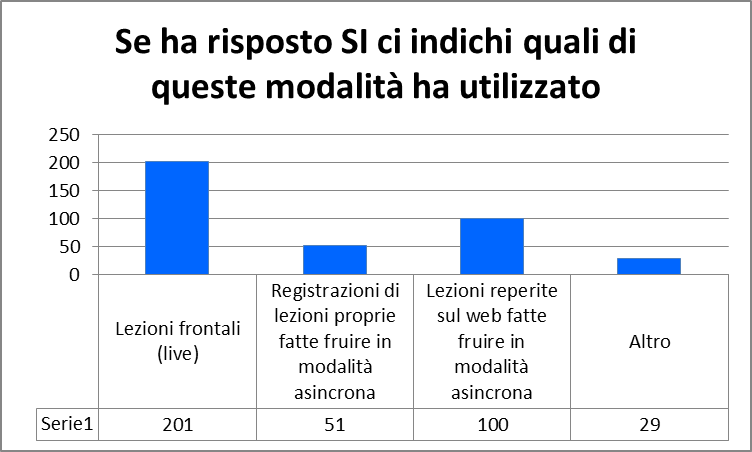 Se ha risposto SI ci indichi quali di
queste modalità ha utilizzato
250
200
150
100
50
0
Lezioni frontali
(live)
Registrazioni di
lezioni proprie
fatte fruire in
modalità
asincrona
Lezioni reperite
sul web fatte
fruire in
modalità
asincrona
Altro
Serie1 201 51 100 29